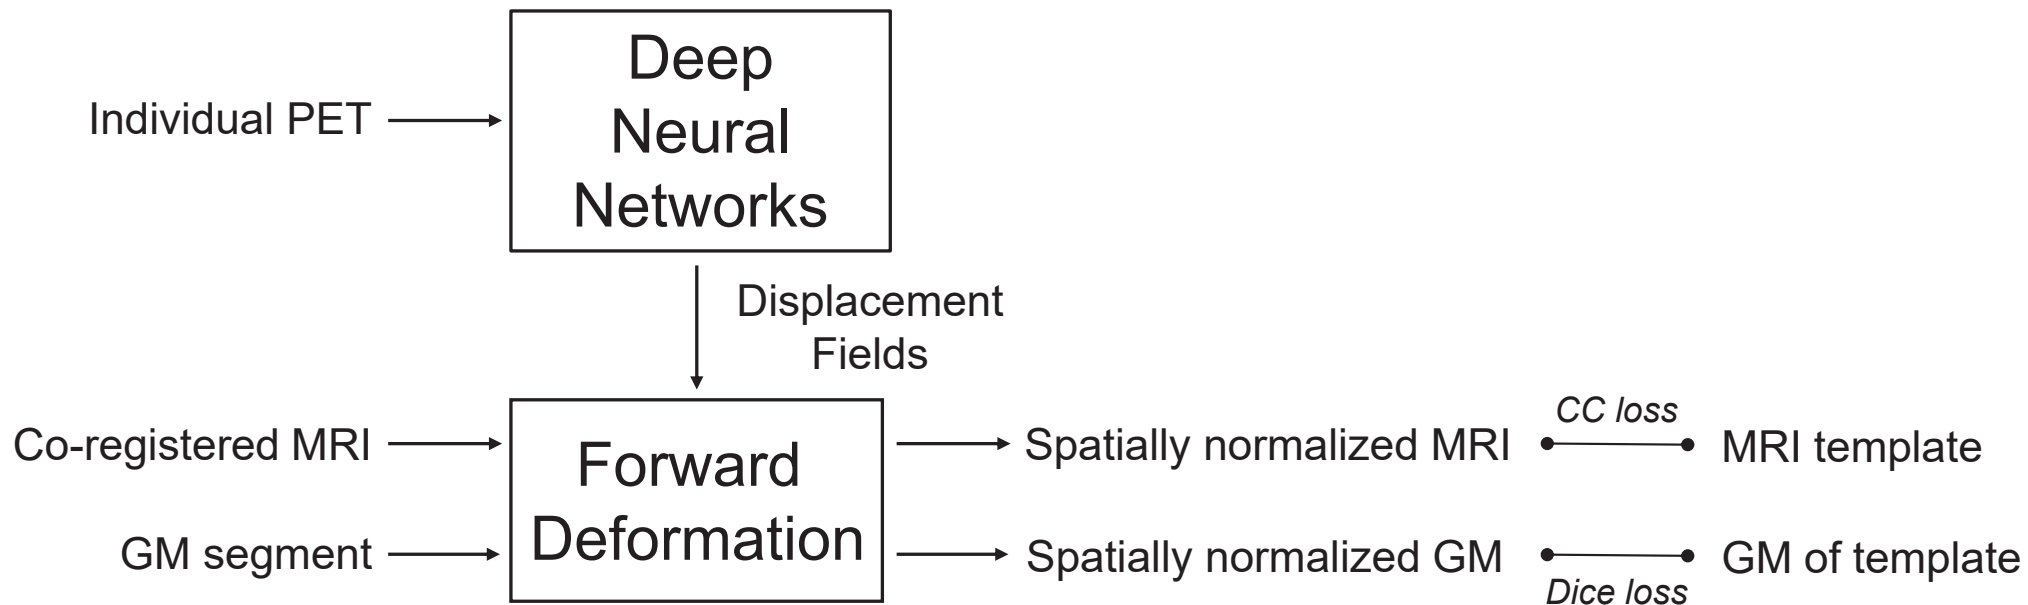 Deep
Individual PET
Neural
Networks
Displacement
Fields
CC loss
Co-registered MRI
Forward
Spatially normalized MRI
MRI template
GM segment
Deformation
Spatially normalized GM
GM of template
Dice loss